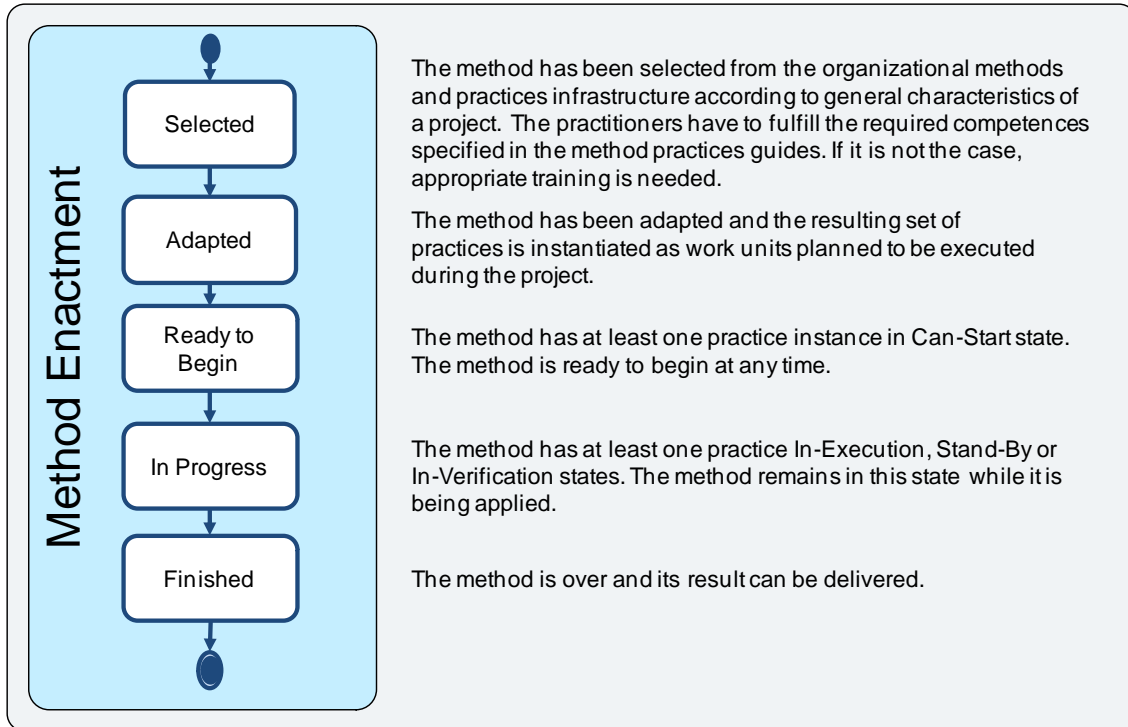 Method Enactment
Selected
The method has been selected from the organizational methods
and practices infrastructure according to general characteristics of
a project. The practitioners have to fulfill the required competences
specified in the method practices guides. If it is not the case,
appropriate training is needed.
Adapted
The method has been adapted and the resulting set of
practices is instantiated as work units planned to be executed
during the project.
Ready to
Begin
The method has at least one practice instance in Can-Start state.
The method is ready to begin at any time.
In Progress
The method has at least one practice In-Execution, Stand-By or
In-Verification states. The method remains in this state while it is
being applied.
Finished
The method is over and its result can be delivered.